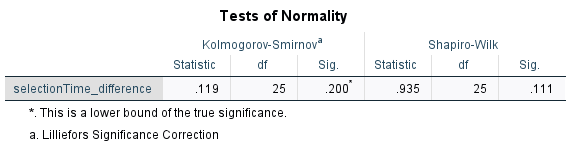 Tests of Normality
Kolmogorov-Smirnovᵃ Shapiro-Wilk
Statistic df Sig. Statistic df Sig.
selectionTime_difference .119 25 .200* .935 25 .111
*. This is a lower bound of the true significance.
a. Lilliefors Significance Correction